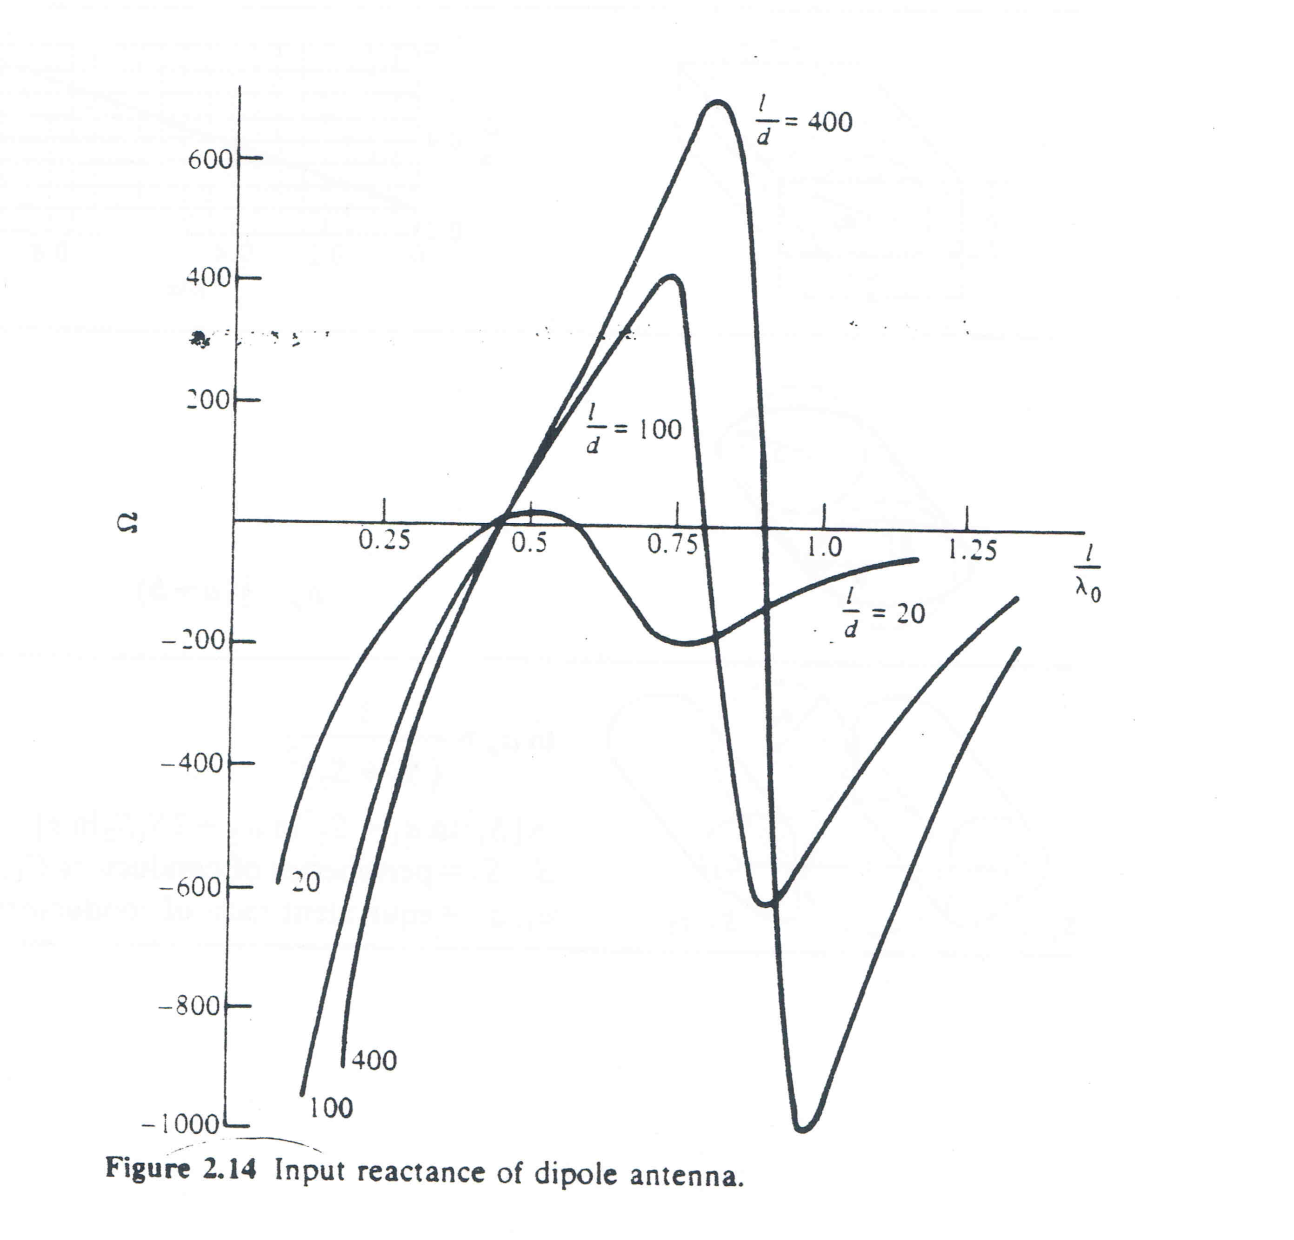 l/d = 400
600
400
200
l/d = 100
Ω
0.25
0.5
0.75
1.0
1.25
l/λ0
l/d = 20
-200
-400
-600
20
-800
400
100
-1000
Figure 2.14 Input reactance of dipole antenna.